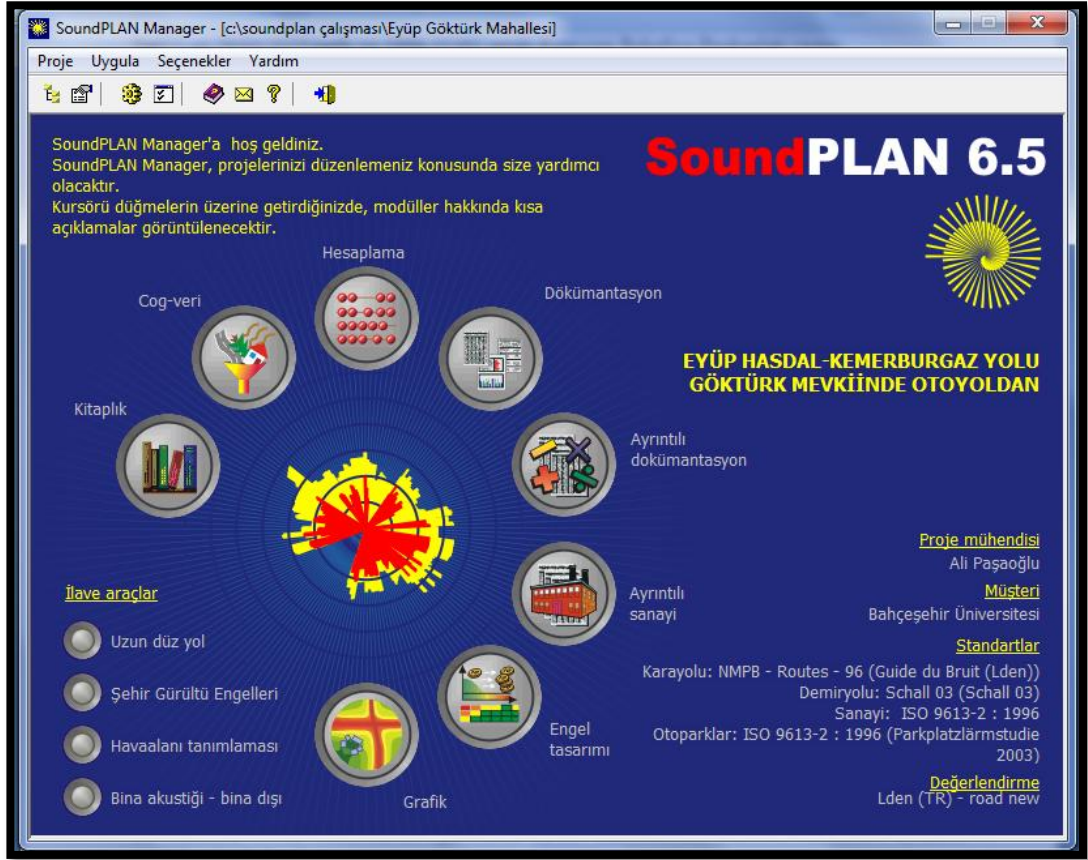 SoundPLAN Manager - [c:\soundplan çalışması\Eyüp Göktürk Mahallesi]
Proje Uygula Seçenekler Yardım
SoundPLAN Manager'a hoş geldiniz.
SoundPLAN Manager, projelerinizi düzenlemeniz konusunda size yardımcı
olacaktır.
Kursörü düğmelerin üzerine getirdiğinizde, modüller hakkında kısa
açıklamalar görüntülenecektir.
SoundPLAN 6.5
Hesaplama
Cog-veri
Dökümantasyon
Kitaplık
EYÜP HASDAL-KEMERBURGAZ YOLU
GÖKTÜRK MEVKİİNDE OTOYOLDAN
Ayrıntılı
dokümantasyon
Ayrıntılı
sanayi
Engel
tasarımı
Grafik
İlave araçlar
Uzun düz yol
Şehir Gürültü Engelleri
Havaalanı tanımlaması
Bina akustiği - bina dışı
Proje mühendisi
Ali Paşaoğlu
Müşteri
Bahçeşehir Üniversitesi
Standartlar
Karayolu: NMPB - Routes - 96 (Guide du Bruit (Lden))
Demiryolu: Schall 03 (Schall 03)
Sanayi: ISO 9613-2 : 1996
Otoparklar: ISO 9613-2 : 1996 (Parkplatzlärmstudie
2003)
Değerlendirme
Lden (TR) - road new